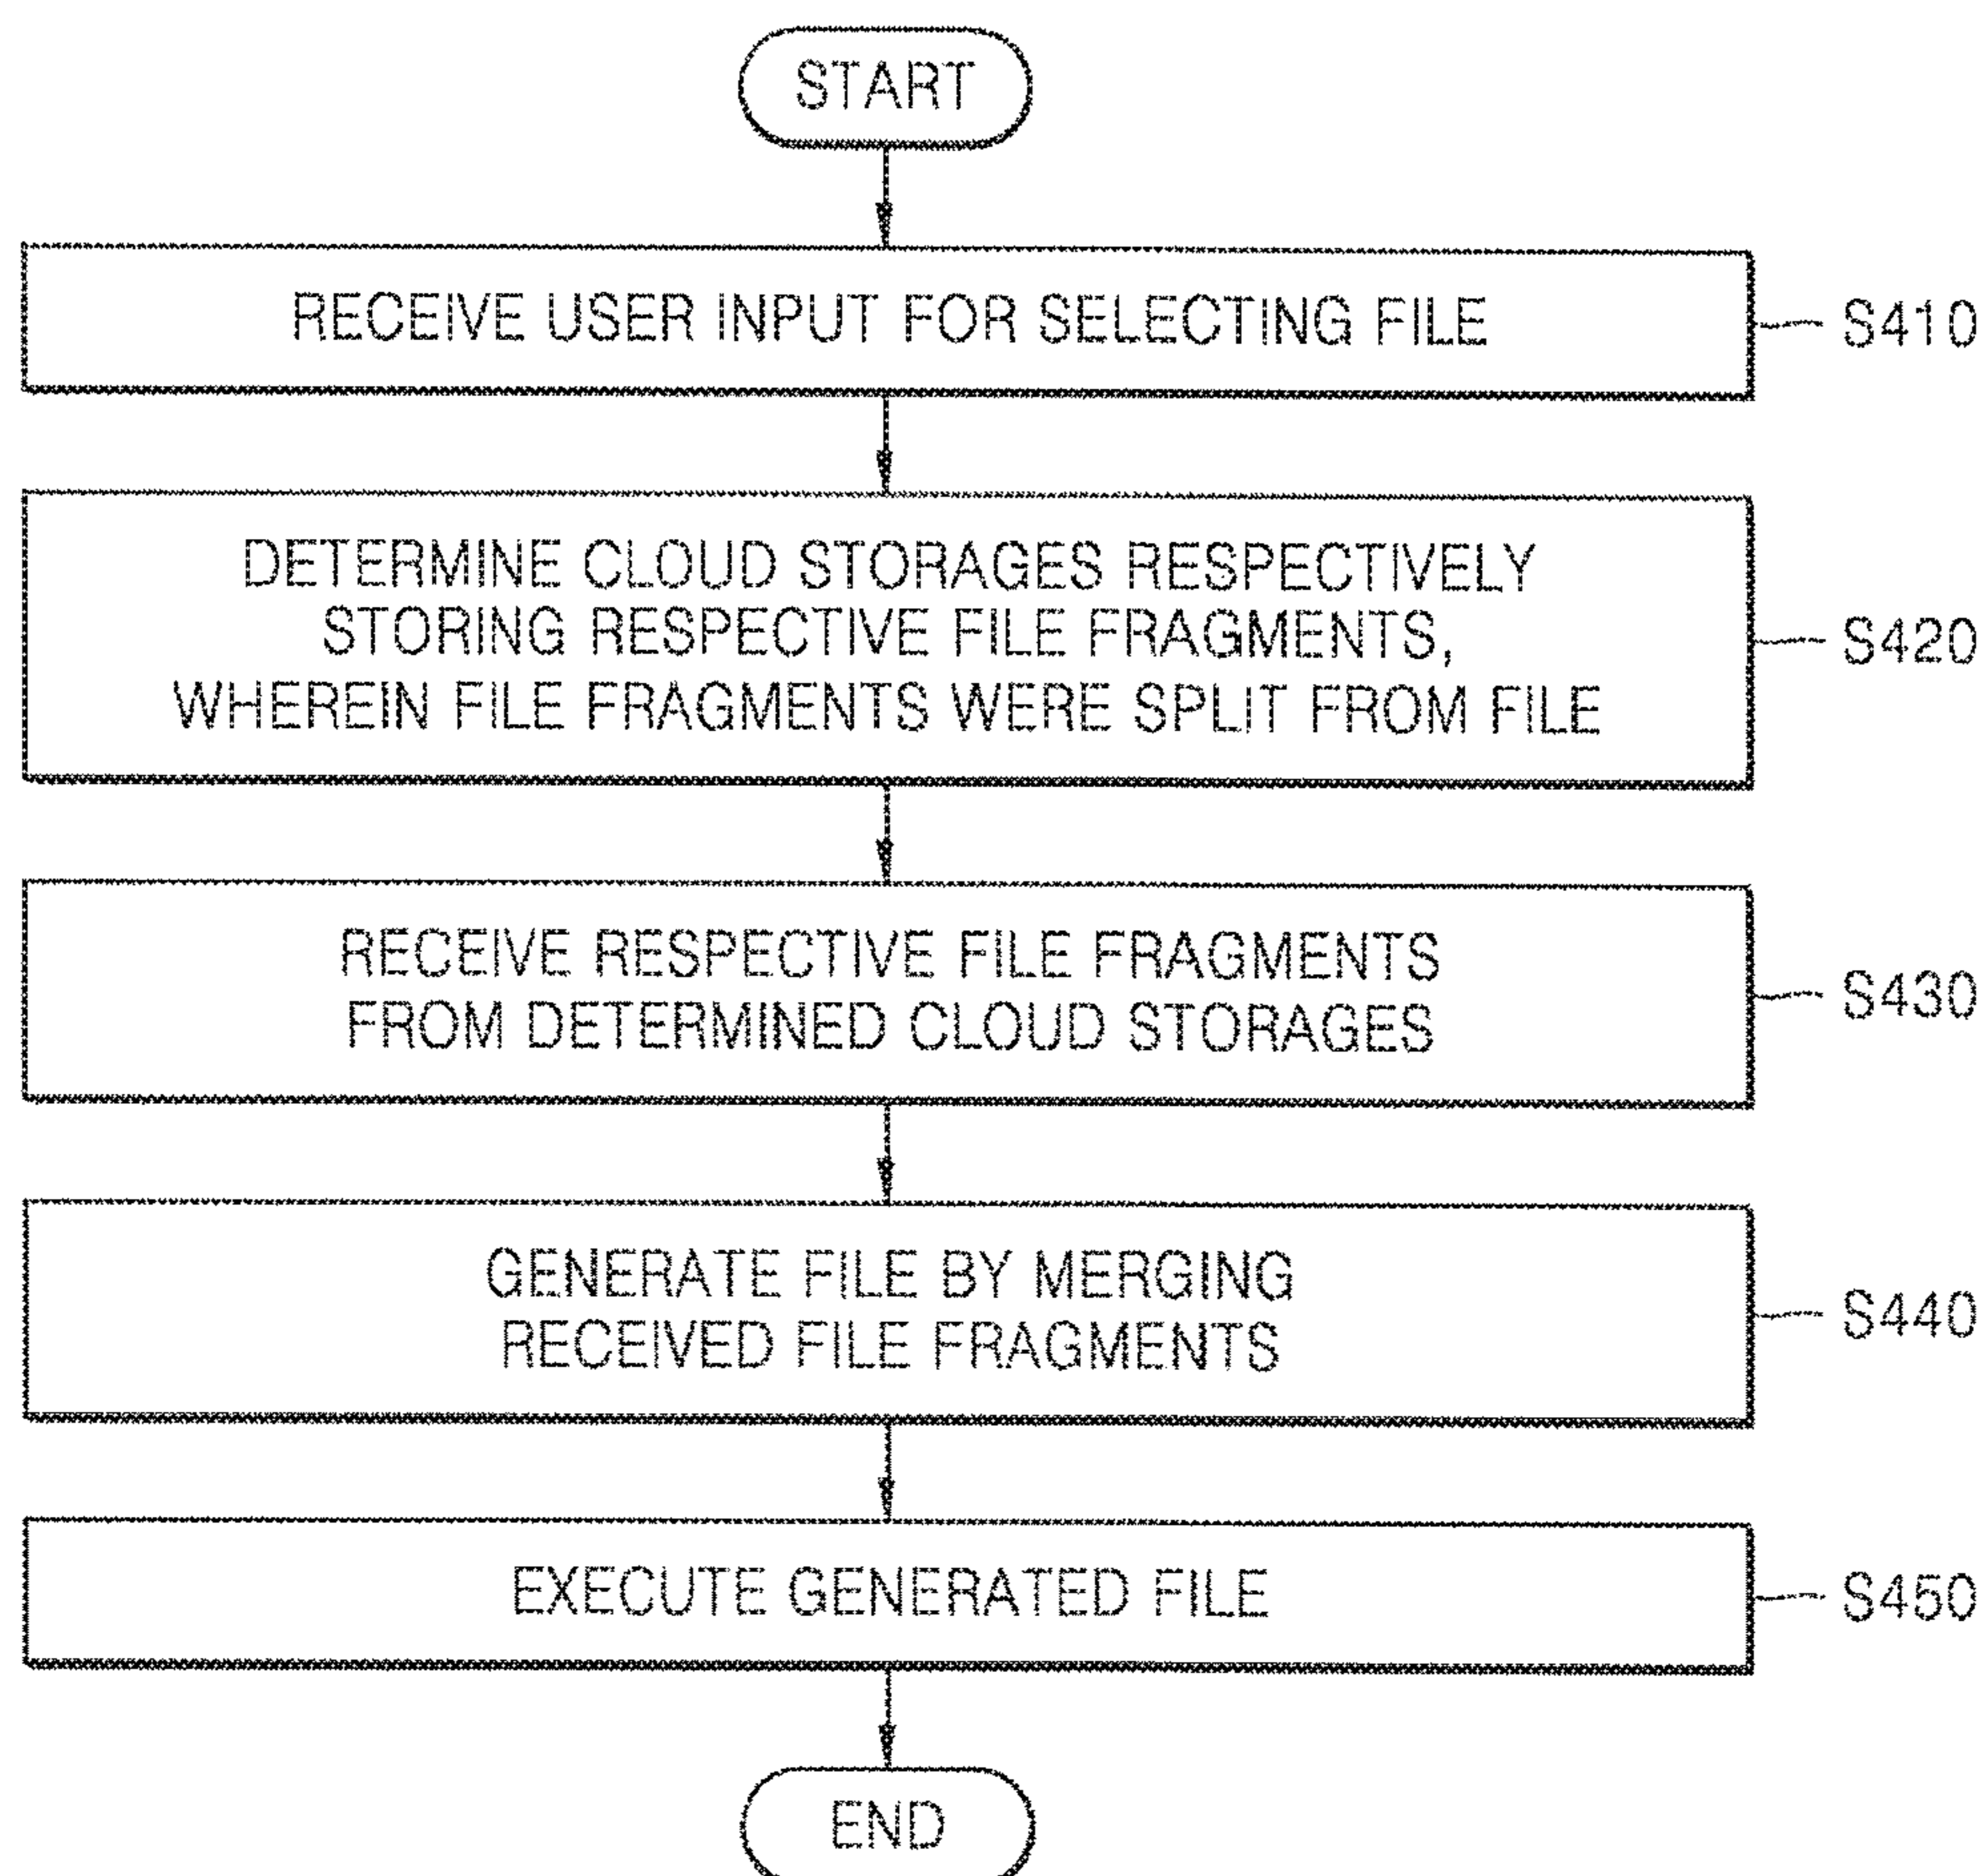 START
RECEIVE USER INPUT FOR SELECTING FILE
S410
DETERMINE CLOUD STORAGES RESPECTIVELY
STORING RESPECTIVE FILE FRAGMENTS,
WHEREIN FILE FRAGMENTS WERE SPLIT FROM FILE
S420
RECEIVE RESPECTIVE FILE FRAGMENTS
FROM DETERMINED CLOUD STORAGES
S430
GENERATE FILE BY MERGING
RECEIVED FILE FRAGMENTS
S440
EXECUTE GENERATED FILE
S450
END